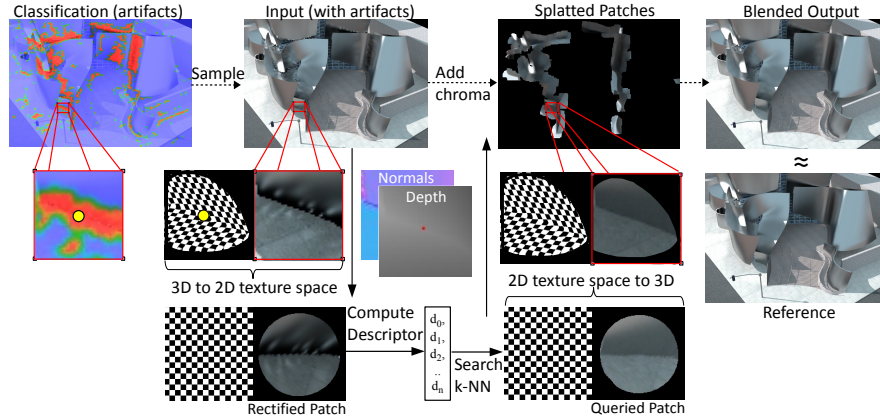 Classification (artifacts)
Input (with artifacts)
Splatted Patches
Blended Output
Sample
Add
chroma
≈
Normals
Depth
3D to 2D texture space
2D texture space to 3D
Reference
Compute
Descriptor
d0,
d1,
d2,
..
dn
Search
k-NN
Rectified Patch
Queried Patch